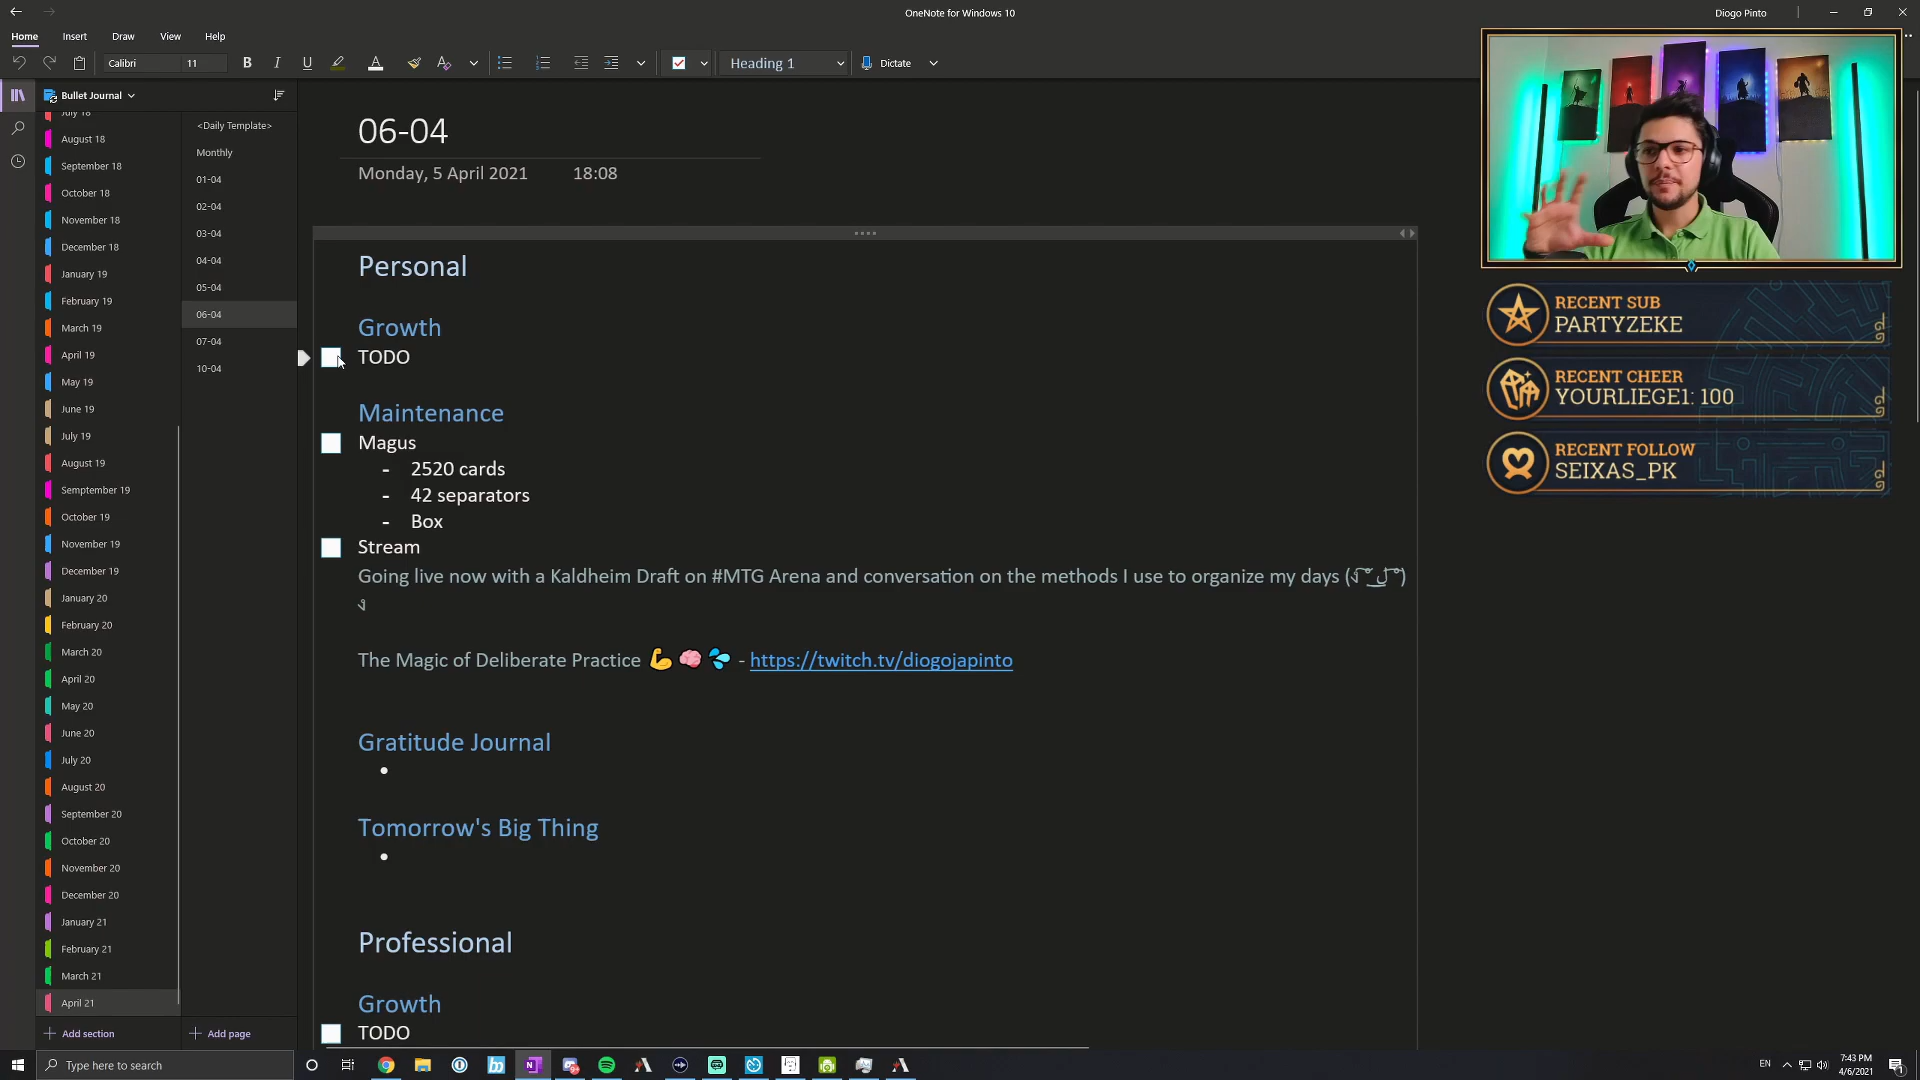 OneNote for Windows 10
Diogo Pinto
Home
Insert
Draw
View
Help
Calibri
11
B
I
U
A
Heading 1
Dictate
Bullet Journal
July 18
August 18
September 18
October 18
November 18
December 18
January 19
February 19
March 19
April 19
May 19
June 19
July 19
August 19
Semptember 19
October 19
November 19
December 19
January 20
February 20
March 20
April 20
May 20
June 20
July 20
August 20
September 20
October 20
November 20
December 20
January 21
February 21
March 21
April 21
Add section
<Daily Template>
Monthly
01-04
02-04
03-04
04-04
05-04
06-04
07-04
10-04
Add page
06-04
Monday, 5 April 2021 18:08
Personal
Growth
TODO
Maintenance
Magus
- 2520 cards
- 42 separators
- Box
Stream
Going live now with a Kaldheim Draft on #MTG Arena and conversation on the methods I use to organize my days
The Magic of Deliberate Practice 💪🧠💦 - https://twitch.tv/diogojapinto
Gratitude Journal
Tomorrow's Big Thing
Professional
Growth
TODO
RECENT SUB
PARTYZEKE
RECENT CHEER
YOURLIEGE1: 100
RECENT FOLLOW
SEIXAS_PK
Type here to search
EN
7:43 PM
4/6/2021